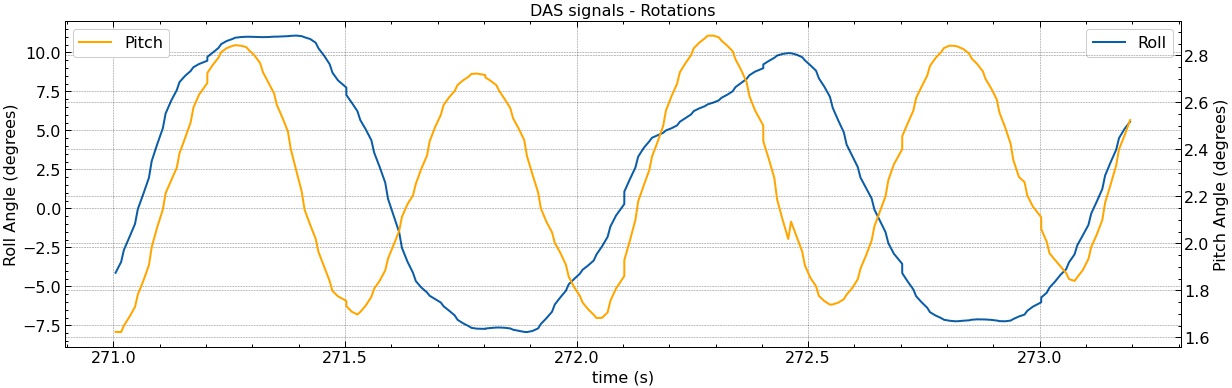 DAS signals - Rotations
Pitch
Roll
Roll Angle (degrees)
10.0
7.5
5.0
2.5
0.0
−2.5
−5.0
−7.5
2.8
2.6
2.4
2.2
2.0
1.8
1.6
Pitch Angle (degrees)
271.0 271.5 272.0 272.5 273.0
time (s)